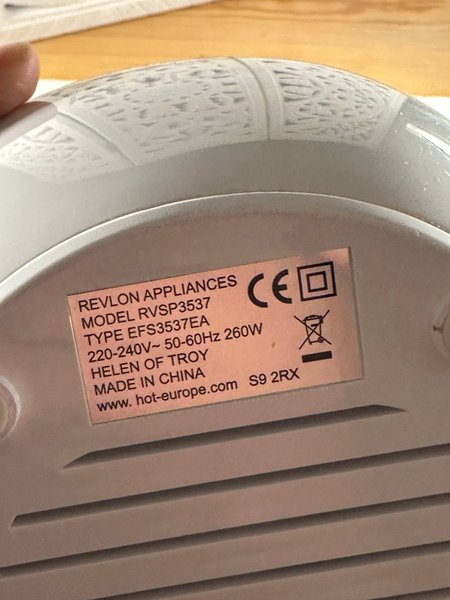 REVLON APPLIANCES
MODEL RVSP3537
TYPE EFS3537EA
220-240V~ 50-60Hz 260W
HELEN OF TROY
MADE IN CHINA
www. hot-europe.com S9 2RX
CE